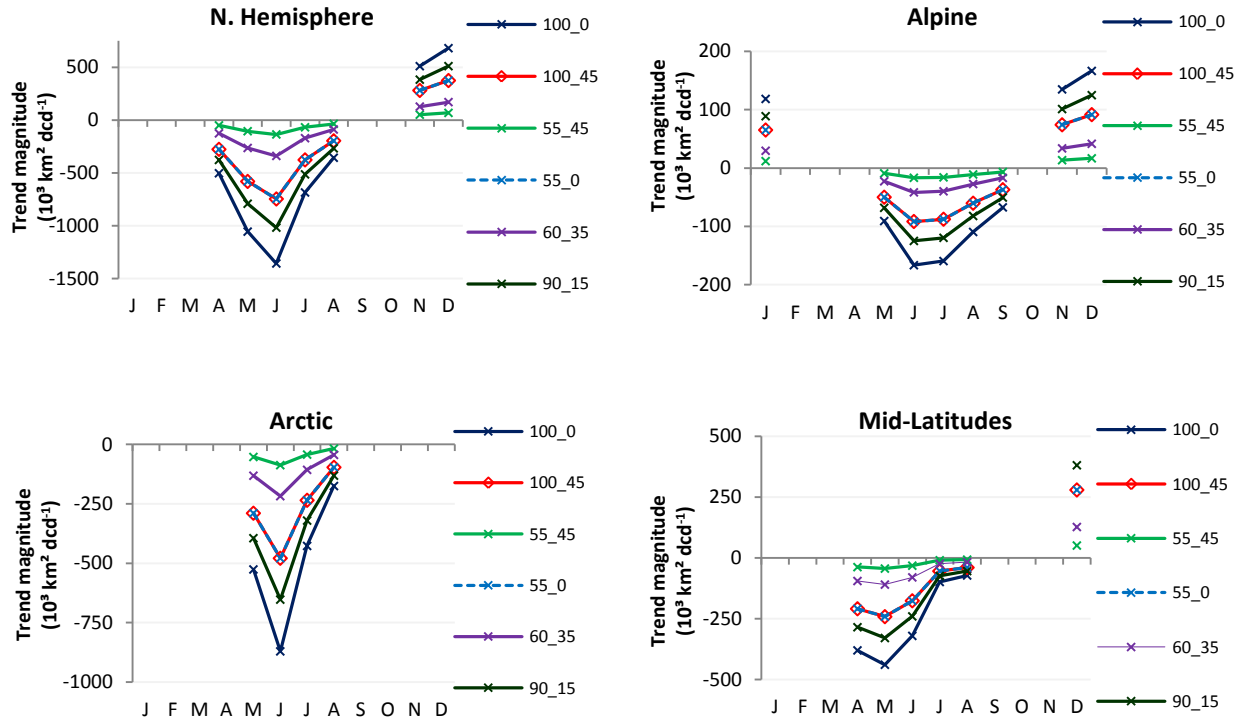 N. Hemisphere
Trend magnitude
(10³ km² dcd⁻¹)
500
0
-500
-1000
-1500
J F M A M J J A S O N D
100_0
100_45
55_45
55_0
60_35
90_15
Alpine
Trend magnitude
(10³ km² dcd⁻¹)
200
100
0
-100
-200
J F M A M J J A S O N D
100_0
100_45
55_45
55_0
60_35
90_15
Arctic
Trend magnitude
(10³ km² dcd⁻¹)
0
-250
-500
-750
-1000
J F M A M J J A S O N D
100_0
100_45
55_45
55_0
60_35
90_15
Mid-Latitudes
Trend magnitude
(10³ km² dcd⁻¹)
500
250
0
-250
-500
J F M A M J J A S O N D
100_0
100_45
55_45
55_0
60_35
90_15